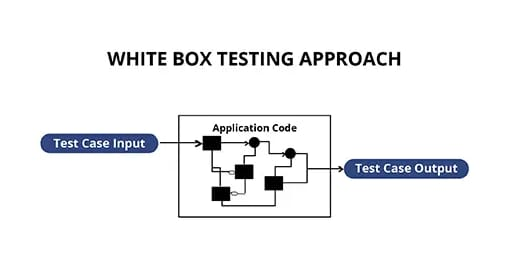 WHITE BOX TESTING APPROACH
Application Code
Test Case Input
Test Case Output